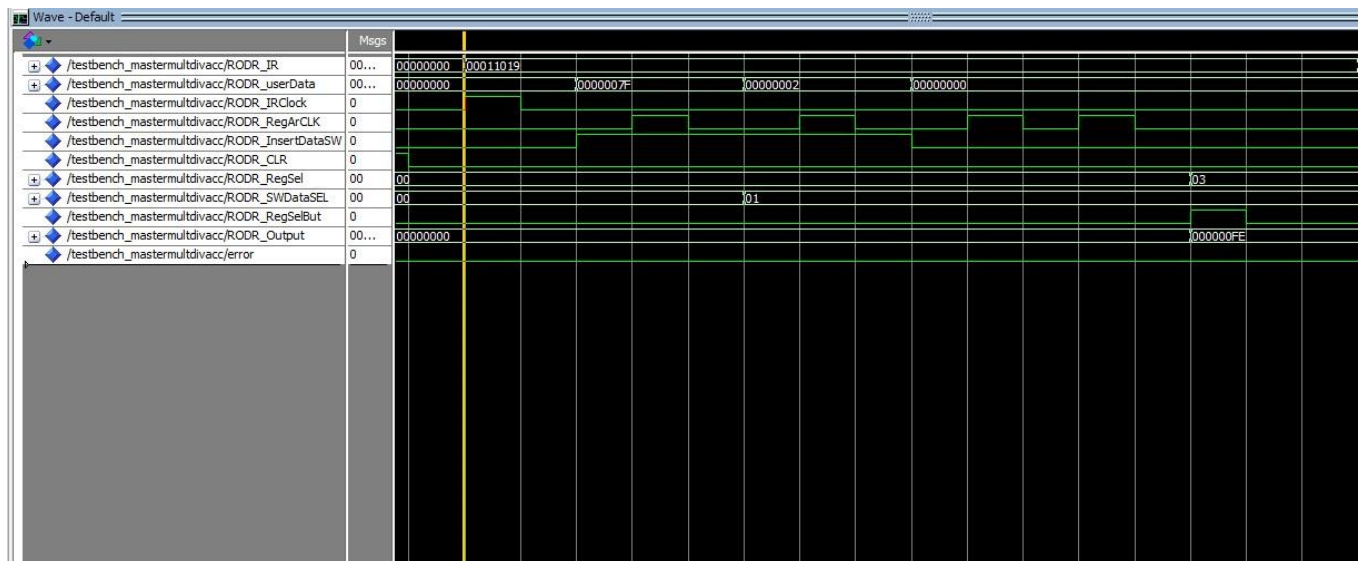 Wave - Default
Msgs
/testbench_mastermultdivacc/RODR_IR 00... 00000000 00011019
/testbench_mastermultdivacc/RODR_userData 00... 00000000 0000007F 00000002 00000000
/testbench_mastermultdivacc/RODR_IRClock 0
/testbench_mastermultdivacc/RODR_RegArCLK 0
/testbench_mastermultdivacc/RODR_InsertDataSW 0
/testbench_mastermultdivacc/RODR_CLR 0
/testbench_mastermultdivacc/RODR_RegSel 00 00 03
/testbench_mastermultdivacc/RODR_SWDataSEL 00 00 01
/testbench_mastermultdivacc/RODR_RegSelBut 0
/testbench_mastermultdivacc/RODR_Output 00... 00000000 000000FE
/testbench_mastermultdivacc/error 0